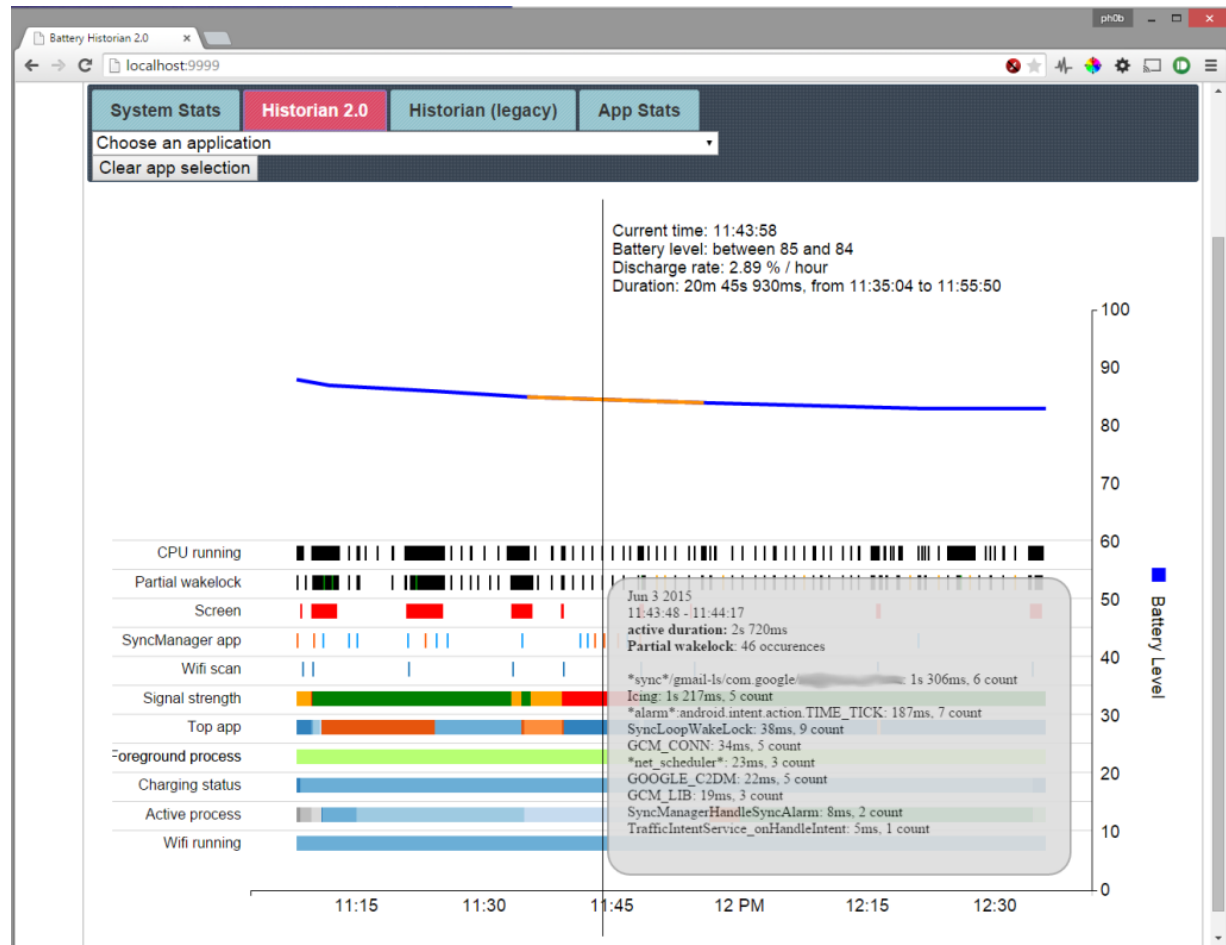 ph0b
Battery Historian 2.0
localhost:9999
System Stats
Historian 2.0
Historian (legacy)
App Stats
Choose an application
Clear app selection
Current time: 11:43:58
Battery level: between 85 and 84
Discharge rate: 2.89 % / hour
Duration: 20m 45s 930ms, from 11:35:04 to 11:55:50
100
90
80
70
60
50
40
30
20
10
0
Battery Level
CPU running
Partial wakelock
Screen
SyncManager app
Wifi scan
Signal strength
Top app
Foreground process
Charging status
Active process
Wifi running
Jun 3 2015
11:43:48 - 11:44:17
active duration: 2s 720ms
Partial wakelock: 46 occurences
*sync*/gmail-ls/com.google/ : 1s 306ms, 6 count
Icing: 1s 217ms, 5 count
*alarm*:android.intent.action.TIME_TICK: 187ms, 7 count
SyncLoopWakeLock: 38ms, 9 count
GCM_CONN: 34ms, 5 count
*net_scheduler*: 23ms, 3 count
GOOGLE_C2DM: 22ms, 5 count
GCM_LIB: 19ms, 3 count
SyncManagerHandleSyncAlarm: 8ms, 2 count
TrafficIntentService_onHandleIntent: 5ms, 1 count
11:15
11:30
11:45
12 PM
12:15
12:30